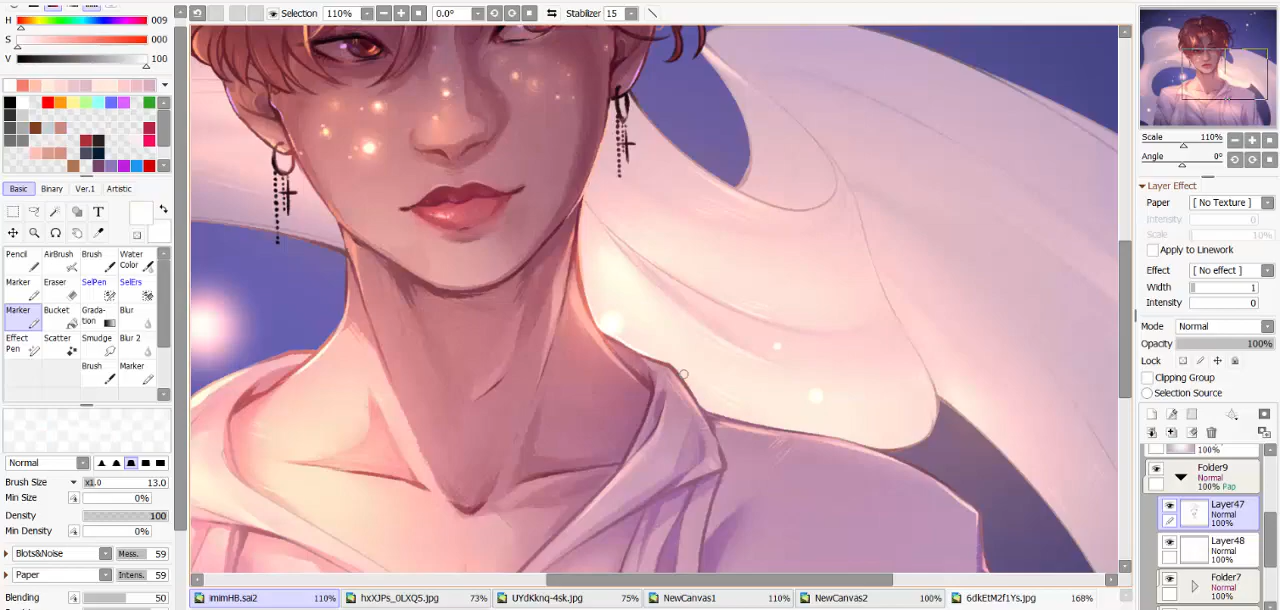 H 009
S 000
V 100
Basic Binary Ver.1 Artistic
T
Pencil AirBrush Brush Water Color
Marker Eraser SelPen SelErs
Marker Bucket Grada-tion Blur
Effect Pen Scatter Smudge Blur 2
Brush Marker
Normal
Brush Size x1.0 13.0
Min Size 0%
Density 100
Min Density 0%
Blots&Noise Mess. 59
Paper Intens. 59
Blending 50
Selection 110% 0.0° Stabilizer 15
imimHB.sai2 110%
hxXJPs_0LXQ5.jpg 73%
UYdKknq-4sk.jpg 75%
NewCanvas1 110%
NewCanvas2 100%
6dkEtM2f1Ys.jpg 168%
Scale 110%
Angle 0°
Layer Effect
Paper [ No Texture ]
Intensity 0
Scale 10%
Apply to Linework
Effect [ No effect ]
Width 1
Intensity 0
Mode Normal
Opacity 100%
Lock
Clipping Group
Selection Source
100%
Folder9
Normal
100% Pap
Layer47
Normal
100%
Layer48
Normal
100%
Folder7
Normal
100%